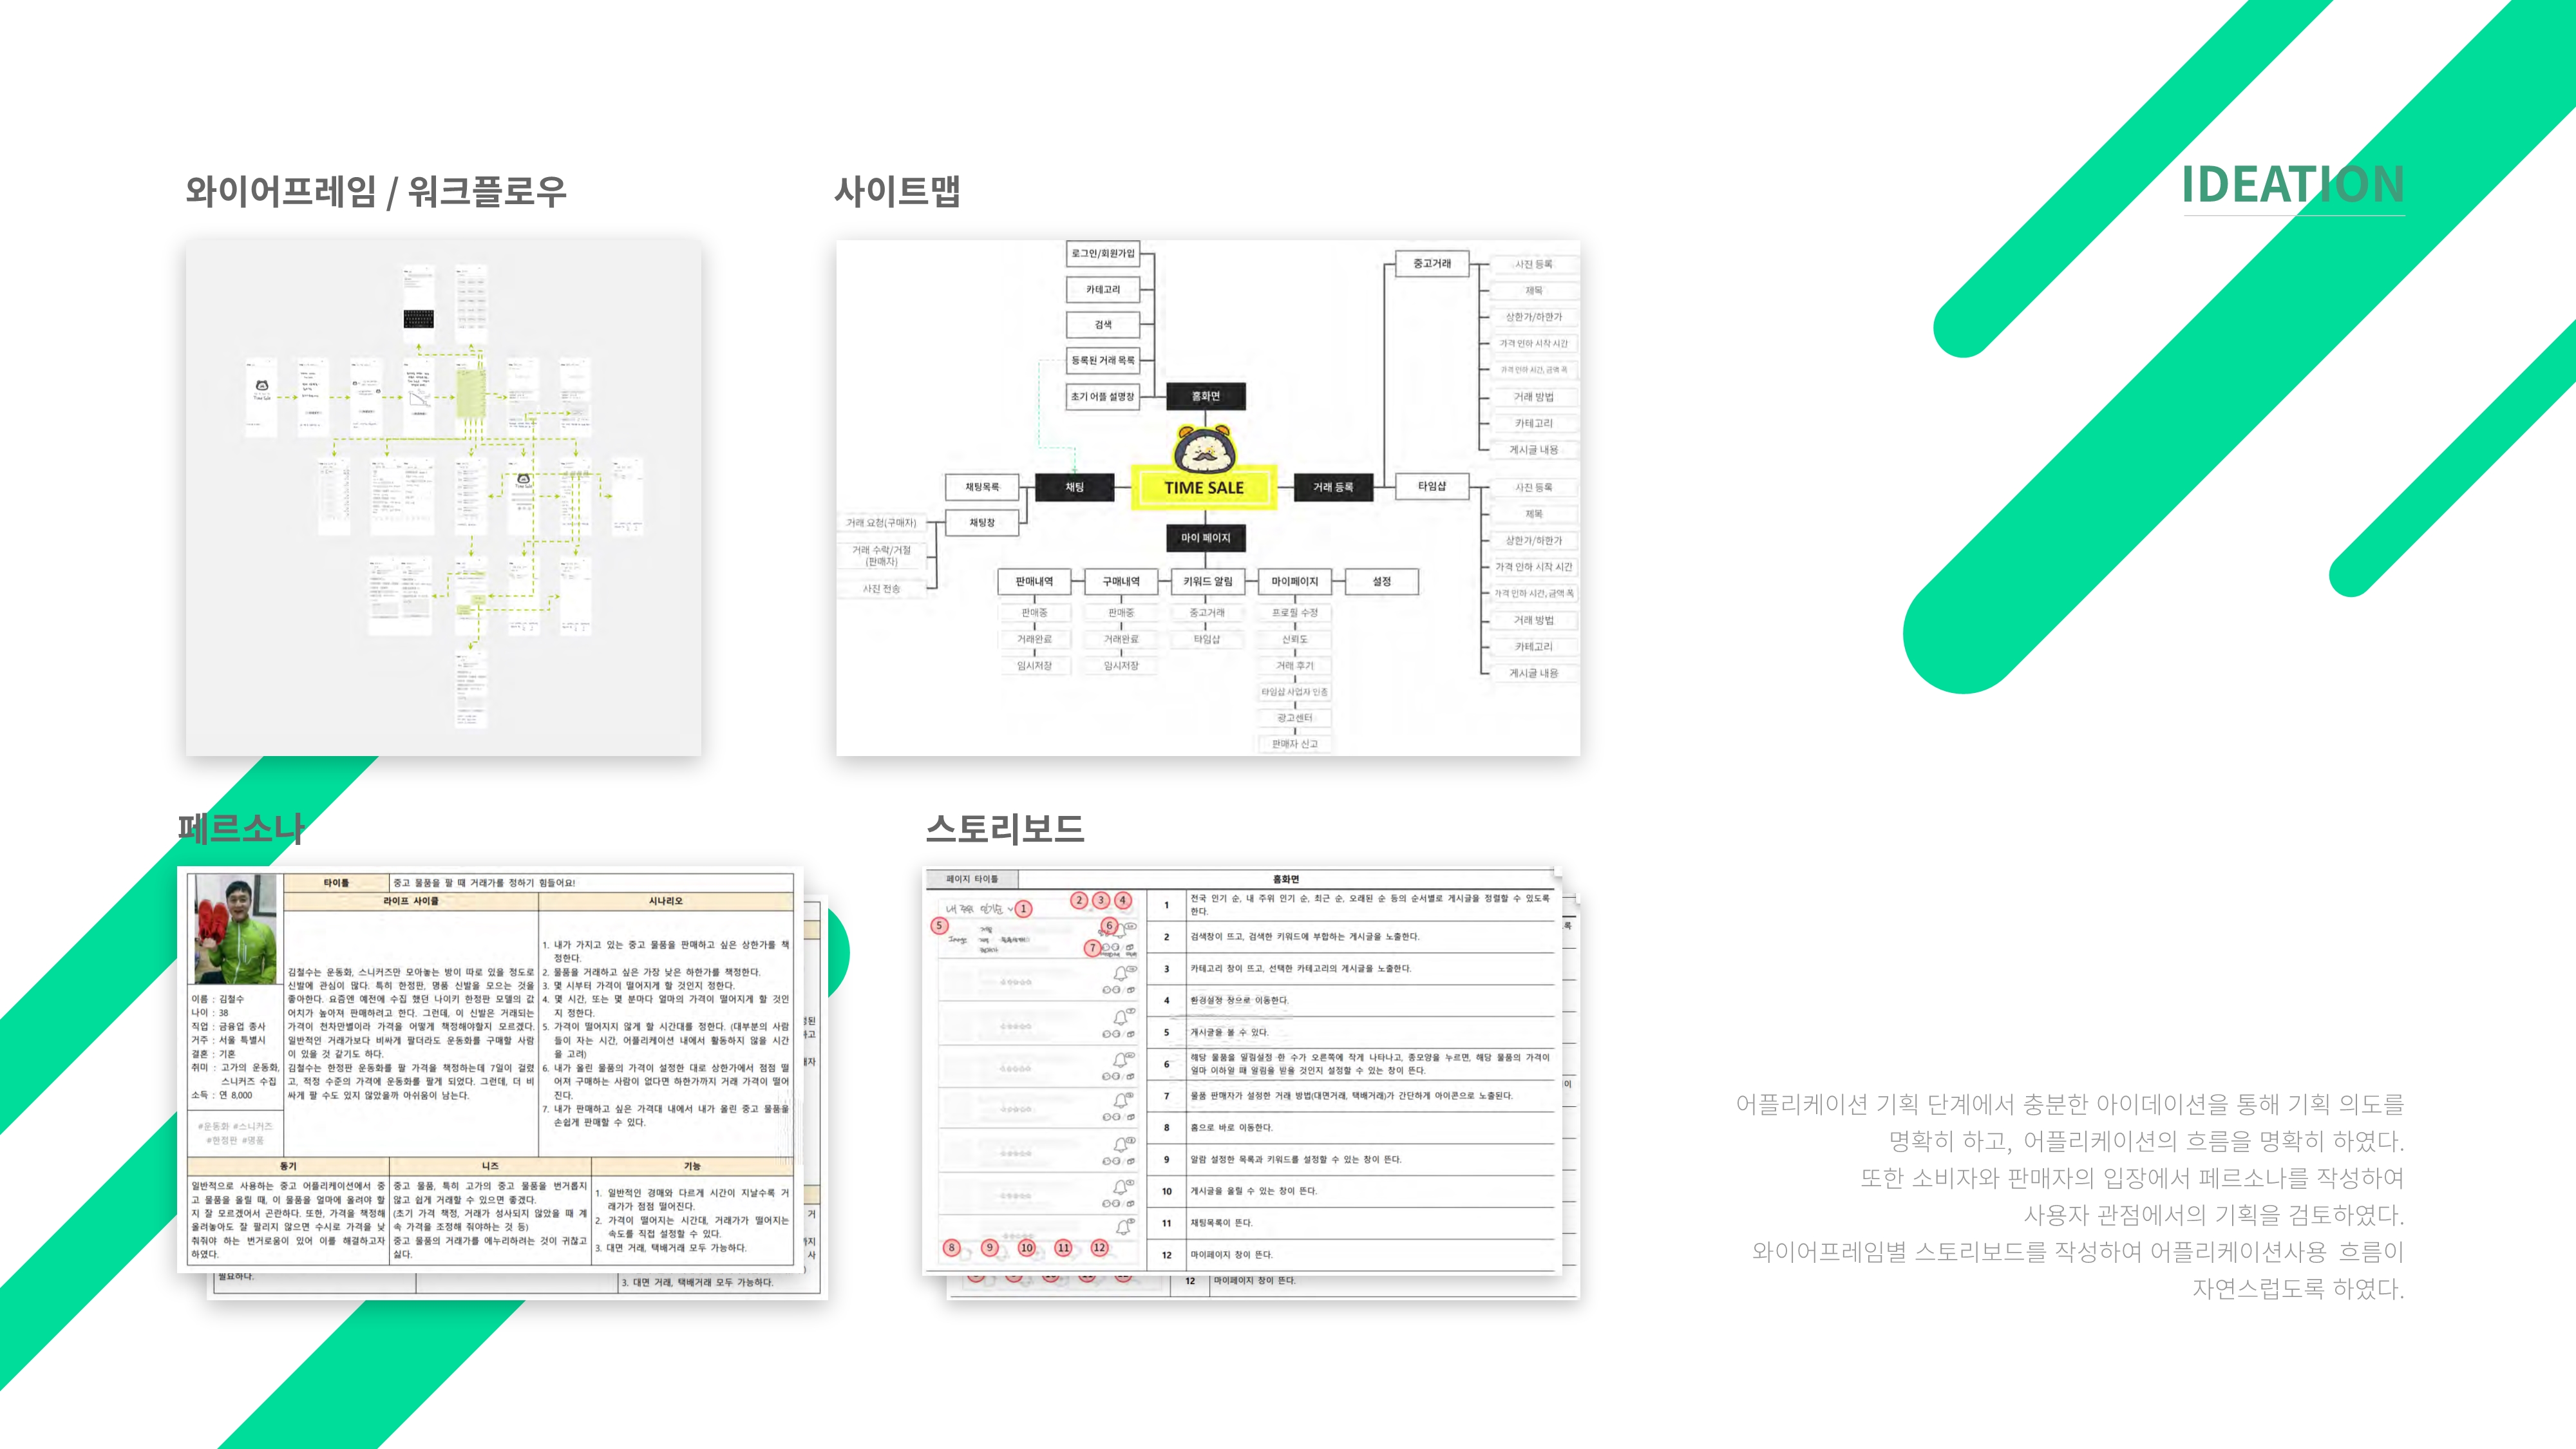 와이어프레임 / 워크플로우
사이트맵
IDEATION
로그인/회원가입
카테고리
검색
등록된 거래 목록
초기 어플 설명창
홈화면
TIME SALE
채팅
채팅목록
채팅창
거래 요청(구매자)
거래 수락/거절
(판매자)
사진 전송
거래 등록
중고거래
사진 등록
제목
상한가/하한가
가격 인하 시작 시간
가격 인하 시간, 금액 폭
거래 방법
카테고리
게시글 내용
타임샵
사진 등록
제목
상한가/하한가
가격 인하 시작 시간
가격 인하 시간, 금액 폭
거래 방법
카테고리
게시글 내용
마이 페이지
판매내역
구매내역
키워드 알림
마이페이지
설정
판매중
판매중
중고거래
프로필 수정
거래완료
거래완료
타임샵
신뢰도
임시저장
임시저장
거래 후기
타임샵 사업자 인증
광고센터
판매자 신고
페르소나
타이틀
중고 물품을 팔 때 거래가를 정하기 힘들어요!
라이프 사이클
시나리오
이름 : 김철수
나이 : 38
직업 : 금융업 종사
거주 : 서울 특별시
결혼 : 기혼
취미 : 고가의 운동화,
스니커즈 수집
소득 : 연 8,000
#운동화 #스니커즈
#한정판 #명품
김철수는 운동화, 스니커즈만 모아놓는 방이 따로 있을 정도로
신발에 관심이 많다. 특히 한정판, 명품 신발을 모으는 것을
좋아한다. 요즘엔 예전에 수집 했던 나이키 한정판 모델의 값
어치가 높아져 판매하려고 한다. 그런데, 이 신발은 거래되는
가격이 천차만별이라 가격을 어떻게 책정해야할지 모르겠다.
일반적인 거래가보다 비싸게 팔더라도 운동화를 구매할 사람
이 있을 것 같기도 하다.
김철수는 한정판 운동화를 팔 가격을 책정하는데 7일이 걸렸
고, 적정 수준의 가격에 운동화를 팔게 되었다. 그런데, 더 비
싸게 팔 수도 있지 않았을까 아쉬움이 남는다.
1. 내가 가지고 있는 중고 물품을 판매하고 싶은 상한가를 책
정한다.
2. 물품을 거래하고 싶은 가장 낮은 하한가를 책정한다.
3. 몇 시부터 가격이 떨어지게 할 것인지 정한다.
4. 몇 시간, 또는 몇 분마다 얼마의 가격이 떨어지게 할 것인
지 정한다.
5. 가격이 떨어지지 않게 할 시간대를 정한다. (대부분의 사람
들이 자는 시간, 어플리케이션 내에서 활동하지 않을 시간
을 고려)
6. 내가 올린 물품의 가격이 설정한 대로 상한가에서 점점 떨
어져 구매하는 사람이 없다면 하한가까지 거래 가격이 떨어
진다.
7. 내가 판매하고 싶은 가격대 내에서 내가 올린 중고 물품을
손쉽게 판매할 수 있다.
동기
니즈
기능
일반적으로 사용하는 중고 어플리케이션에서 중
고 물품을 올릴 때, 이 물품을 얼마에 올려야 할
지 잘 모르겠어서 곤란하다. 또한, 가격을 책정해
올려놓아도 잘 팔리지 않으면 수시로 가격을 낮
춰줘야 하는 번거로움이 있어 이를 해결하고자
하였다.
중고 물품, 특히 고가의 중고 물품을 번거롭지
않고 쉽게 거래할 수 있으면 좋겠다.
(초기 가격 책정, 거래가 성사되지 않았을 때 계
속 가격을 조정해 줘야하는 것 등)
중고 물품의 거래가를 에누리하려는 것이 귀찮고
싫다.
1. 일반적인 경매와 다르게 시간이 지날수록 거
래가가 점점 떨어진다.
2. 가격이 떨어지는 시간대, 거래가가 떨어지는
속도를 직접 설정할 수 있다.
3. 대면 거래, 택배거래 모두 가능하다.
필요하다.
3. 대면 거래, 택배거래 모두 가능하다.
스토리보드
페이지 타이틀
홈화면
내 주위 인기순
1
2
3
4
5
6
7
8
9
10
11
12
1 전국 인기 순, 내 주위 인기 순, 최근 순, 오래된 순 등의 순서별로 게시글을 정렬할 수 있도록
한다.
2 검색창이 뜨고, 검색한 키워드에 부합하는 게시글을 노출한다.
3 카테고리 창이 뜨고, 선택한 카테고리의 게시글을 노출한다.
4 환경설정 창으로 이동한다.
5 게시글을 볼 수 있다.
6 해당 물품을 알림설정 한 수가 오른쪽에 작게 나타나고, 종모양을 누르면, 해당 물품의 가격이
얼마 이하일 때 알림을 받을 것인지 설정할 수 있는 창이 뜬다.
7 물품 판매자가 설정한 거래 방법(대면거래, 택배거래)가 간단하게 아이콘으로 노출된다.
8 홈으로 바로 이동한다.
9 알람 설정한 목록과 키워드를 설정할 수 있는 창이 뜬다.
10 게시글을 올릴 수 있는 창이 뜬다.
11 채팅목록이 뜬다.
12 마이페이지 창이 뜬다.
12 마이페이지 창이 뜬다.
어플리케이션 기획 단계에서 충분한 아이데이션을 통해 기획 의도를
명확히 하고, 어플리케이션의 흐름을 명확히 하였다.
또한 소비자와 판매자의 입장에서 페르소나를 작성하여
사용자 관점에서의 기획을 검토하였다.
와이어프레임별 스토리보드를 작성하여 어플리케이션사용 흐름이
자연스럽도록 하였다.